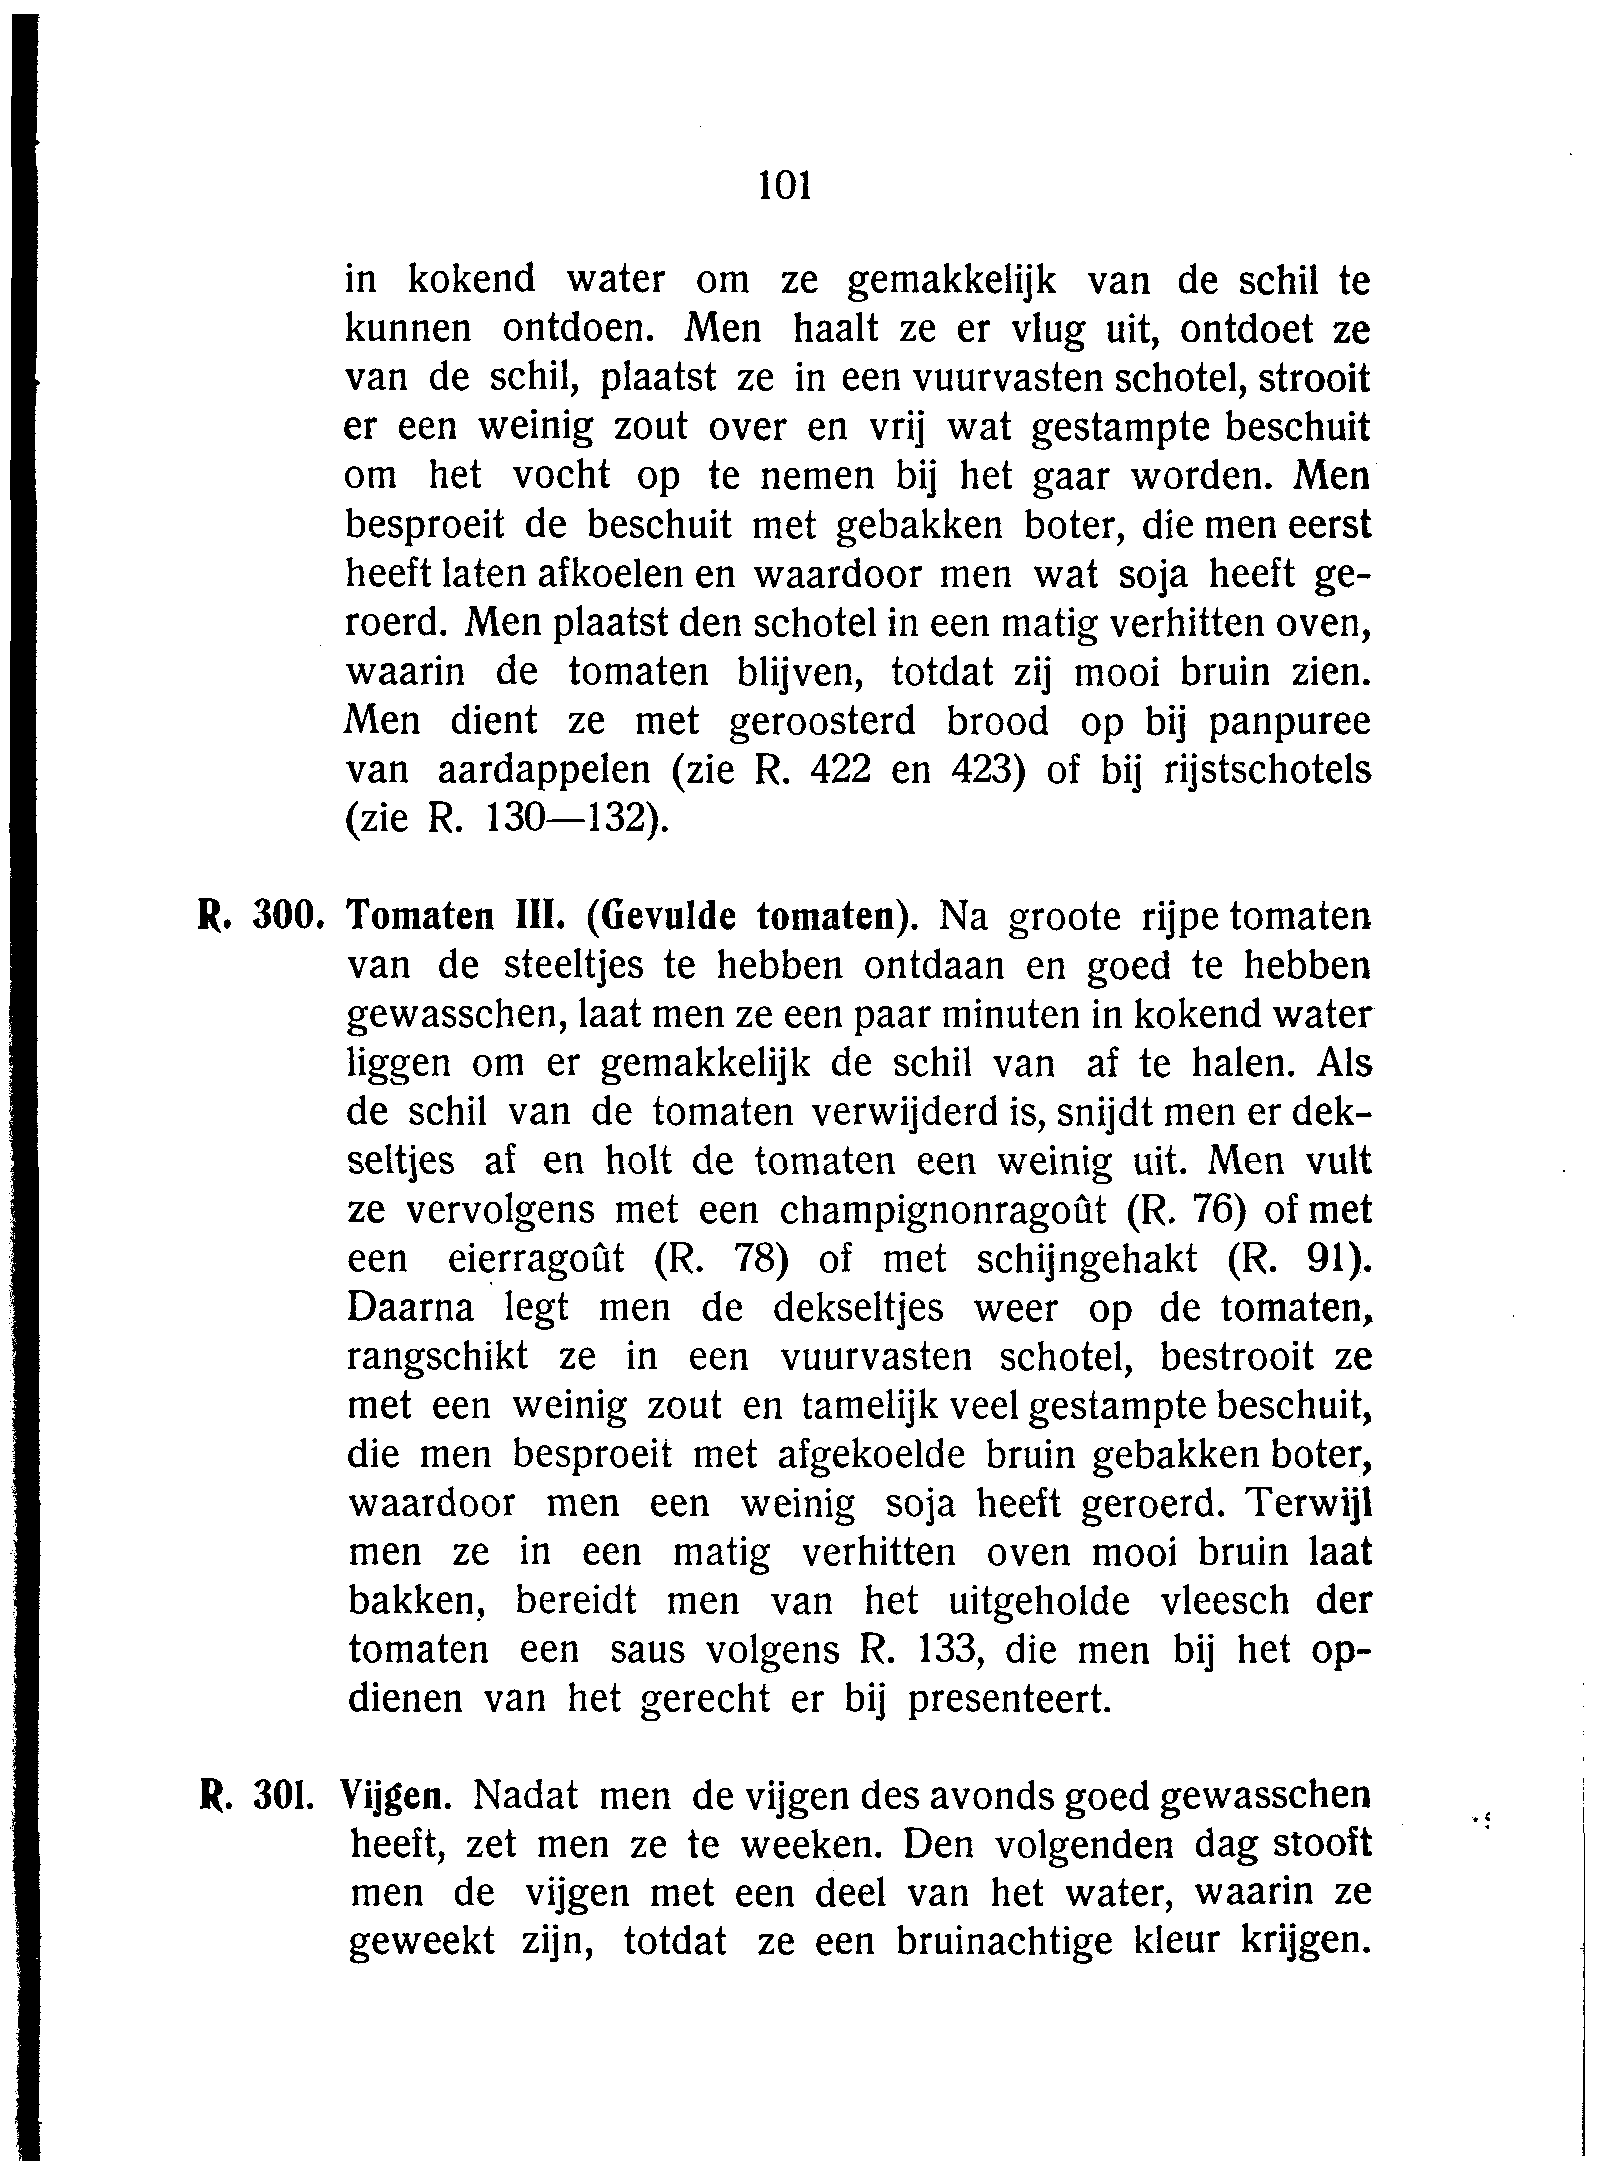 101
in kokend water om ze gemakkelijk van de schil te
kunnen ontdoen. Men haalt ze er vlug uit, ontdoet ze
van de schil, plaatst ze in een vuurvasten schotel, strooit
er een weinig zout over en vrij wat gestampte beschuit
om het vocht op te nemen bij het gaar worden. Men
besproeit de beschuit met gebakken boter, die men eerst
heeft laten afkoelen en waardoor men wat soja heeft ge-
roerd. Men plaatst den schotel in een matig verhitten oven,
waarin de tomaten blijven, totdat zij mooi bruin zien.
Men dient ze met geroosterd brood op bij panpuree
van aardappelen (zie R. 422 en 423) of bij rijstschotels
(zie R. 130—132).
R. 300. Tomaten III. (Gevulde tomaten). Na groote rijpe tomaten
van de steeltjes te hebben ontdaan en goed te hebben
gewasschen, laat men ze een paar minuten in kokend water
liggen om er gemakkelijk de schil van af te halen. Als
de schil van de tomaten verwijderd is, snijdt men er dek-
seltjes af en holt de tomaten een weinig uit. Men vult
ze vervolgens met een champignonragoût (R. 76) of met
een eierragoût (R. 78) of met schijngehakt (R. 91).
Daarna legt men de dekseltjes weer op de tomaten,
rangschikt ze in een vuurvasten schotel, bestrooit ze
met een weinig zout en tamelijk veel gestampte beschuit,
die men besproeit met afgekoelde bruin gebakken boter,
waardoor men een weinig soja heeft geroerd. Terwijl
men ze in een matig verhitten oven mooi bruin laat
bakken, bereidt men van het uitgeholde vleesch der
tomaten een saus volgens R. 133, die men bij het op-
dienen van het gerecht er bij presenteert.
R. 301. Vijgen. Nadat men de vijgen des avonds goed gewasschen
heeft, zet men ze te weeken. Den volgenden dag stooft
men de vijgen met een deel van het water, waarin ze
geweekt zijn, totdat ze een bruinachtige kleur krijgen.